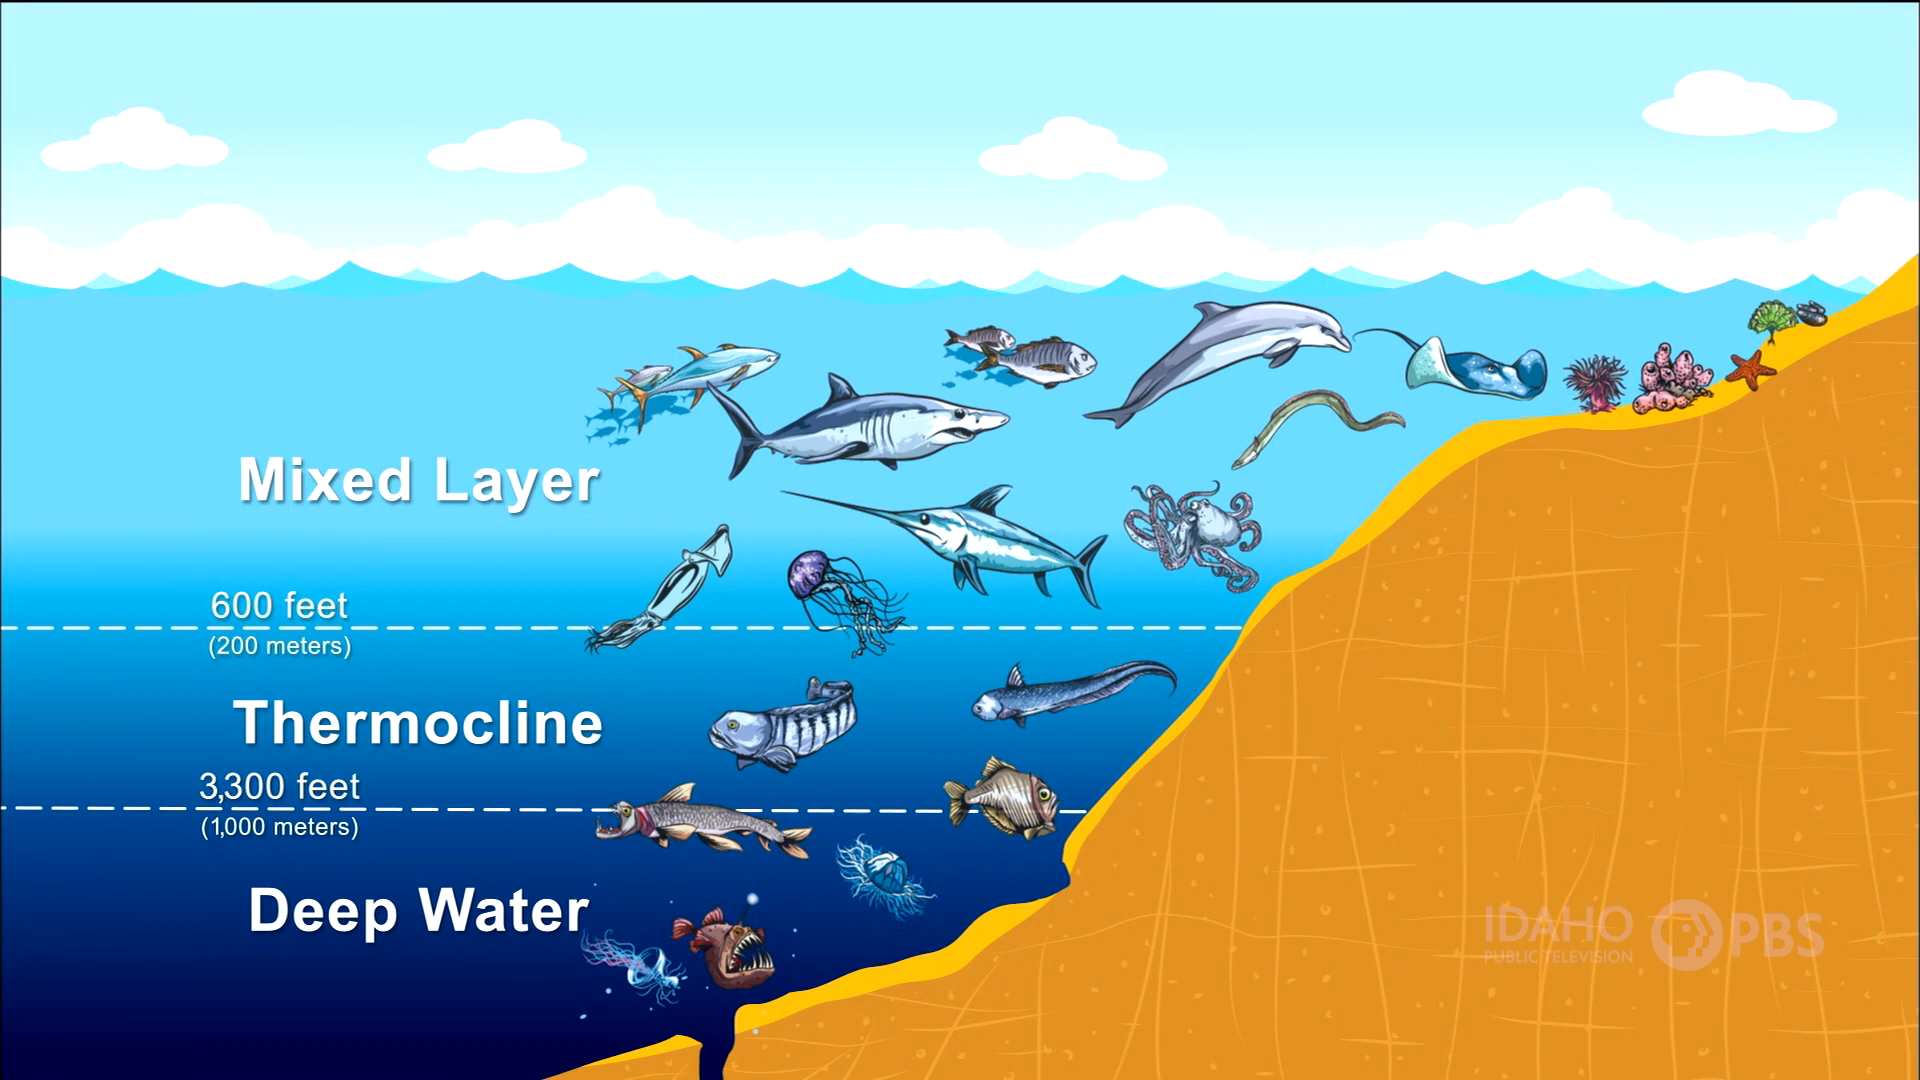 Mixed Layer
600 feet
(200 meters)
Thermocline
3,300 feet
(1,000 meters)
Deep Water
IDAHO
PUBLIC TELEVISION
PBS